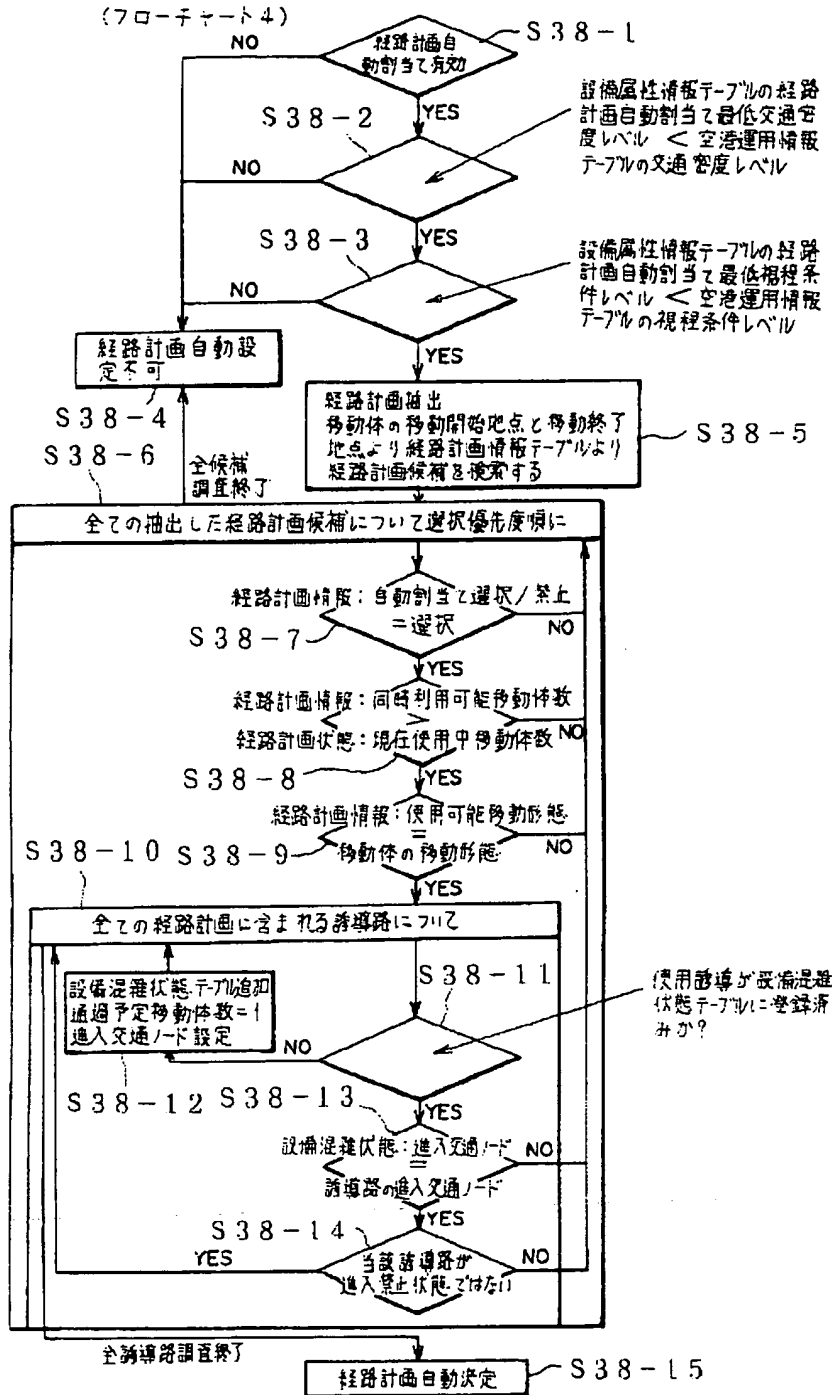 (フローチャート4)
NO
経路計画自
動割当て有効
S38-1
YES
S38-2
設備属性情報テーブルの経路
計画自動割当て最低交通密
度レベル < 空港運用情報
テーブルの交通密度レベル
NO
YES
S38-3
設備属性情報テーブルの経路
計画自動割当て最低視程条
件レベル < 空港運用情報
テーブルの視程条件レベル
NO
YES
経路計画自動設
定不可
S38-4
経路計画抽出
移動体の移動開始地点と移動終了
地点より経路計画情報テーブルより
経路計画候補を検索する
S38-5
S38-6
全候補
調査終了
全ての抽出した経路計画候補について選択優先度順に
経路計画情報:自動割当て選択/禁止
=選択
NO
S38-7
YES
経路計画情報:同時利用可能移動体数
>
NO
経路計画状態:現在使用中移動体数
S38-8
YES
経路計画情報:使用可能移動形態
=
NO
移動体の移動形態
S38-10
S38-9
YES
全ての経路計画に含まれる誘導路について
S38-11
設備混雑状態テーブル追加
通過予定移動体数=1
進入交通ノード設定
使用誘導が設備混雑
状態テーブルに登録済
みか?
NO
S38-12
S38-13
YES
設備混雑状態:進入交通ノード
=
NO
誘導路の進入交通ノード
YES
S38-14
当該誘導路が
進入禁止状態ではない
YES
NO
全誘導路調査終了
経路計画自動決定
S38-15